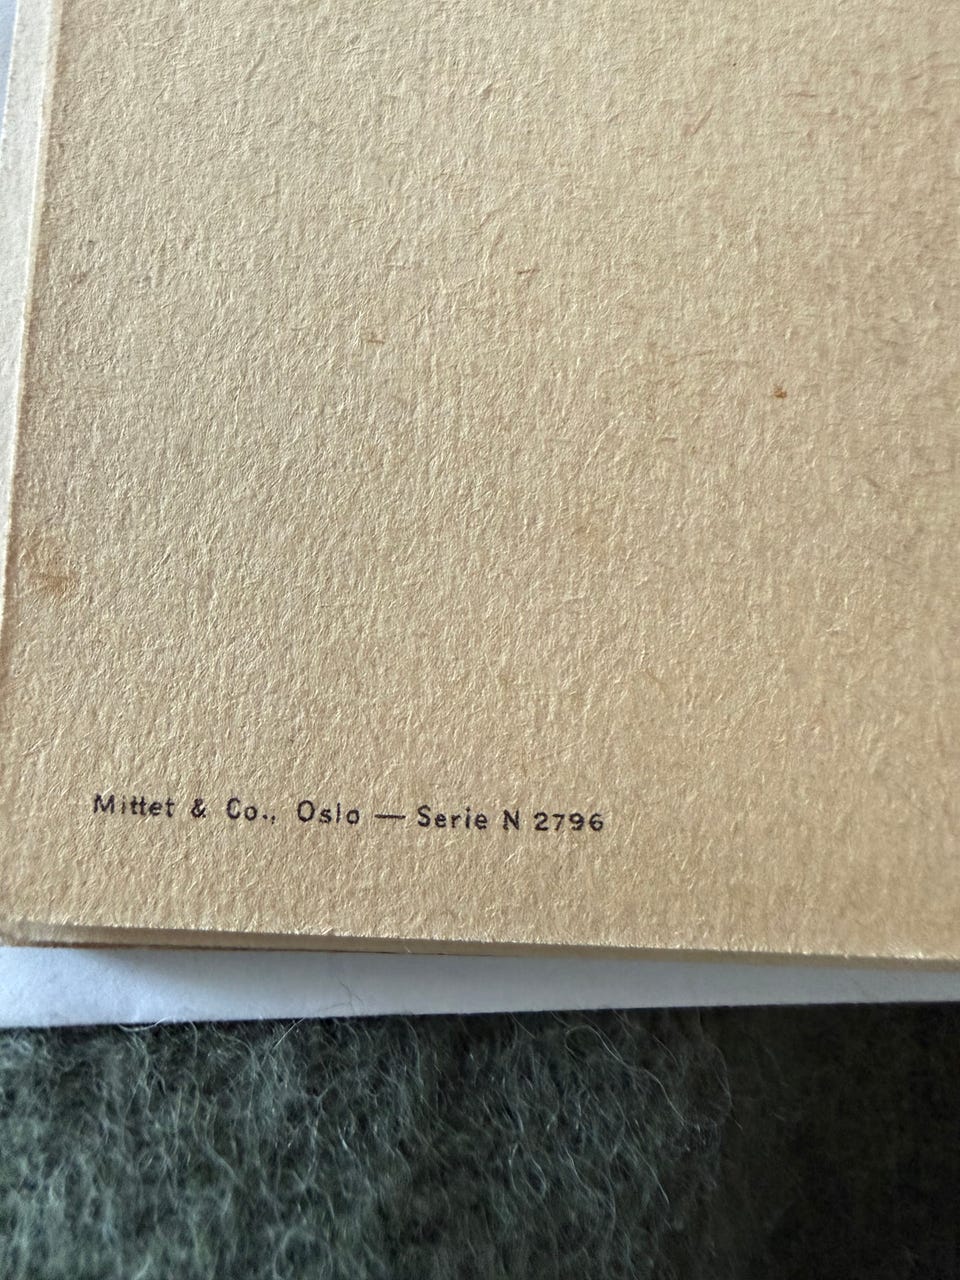 Mittet & Co., Oslo — Serie N 2796